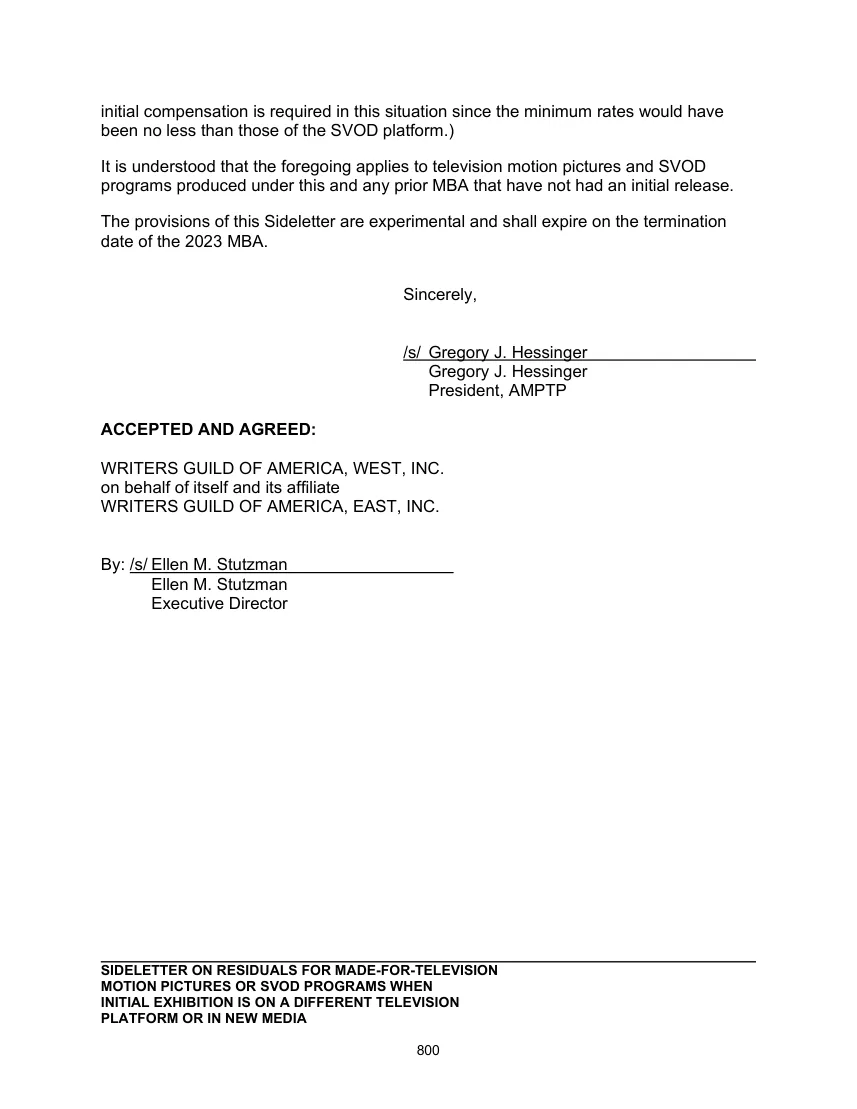 initial compensation is required in this situation since the minimum rates would have
been no less than those of the SVOD platform.)
It is understood that the foregoing applies to television motion pictures and SVOD
programs produced under this and any prior MBA that have not had an initial release.
The provisions of this Sideletter are experimental and shall expire on the termination
date of the 2023 MBA.
Sincerely,
/s/ Gregory J. Hessinger
Gregory J. Hessinger
President, AMPTP
ACCEPTED AND AGREED:
WRITERS GUILD OF AMERICA, WEST, INC.
on behalf of itself and its affiliate
WRITERS GUILD OF AMERICA, EAST, INC.
By: /s/ Ellen M. Stutzman
Ellen M. Stutzman
Executive Director
SIDELETTER ON RESIDUALS FOR MADE-FOR-TELEVISION
MOTION PICTURES OR SVOD PROGRAMS WHEN
INITIAL EXHIBITION IS ON A DIFFERENT TELEVISION
PLATFORM OR IN NEW MEDIA
800